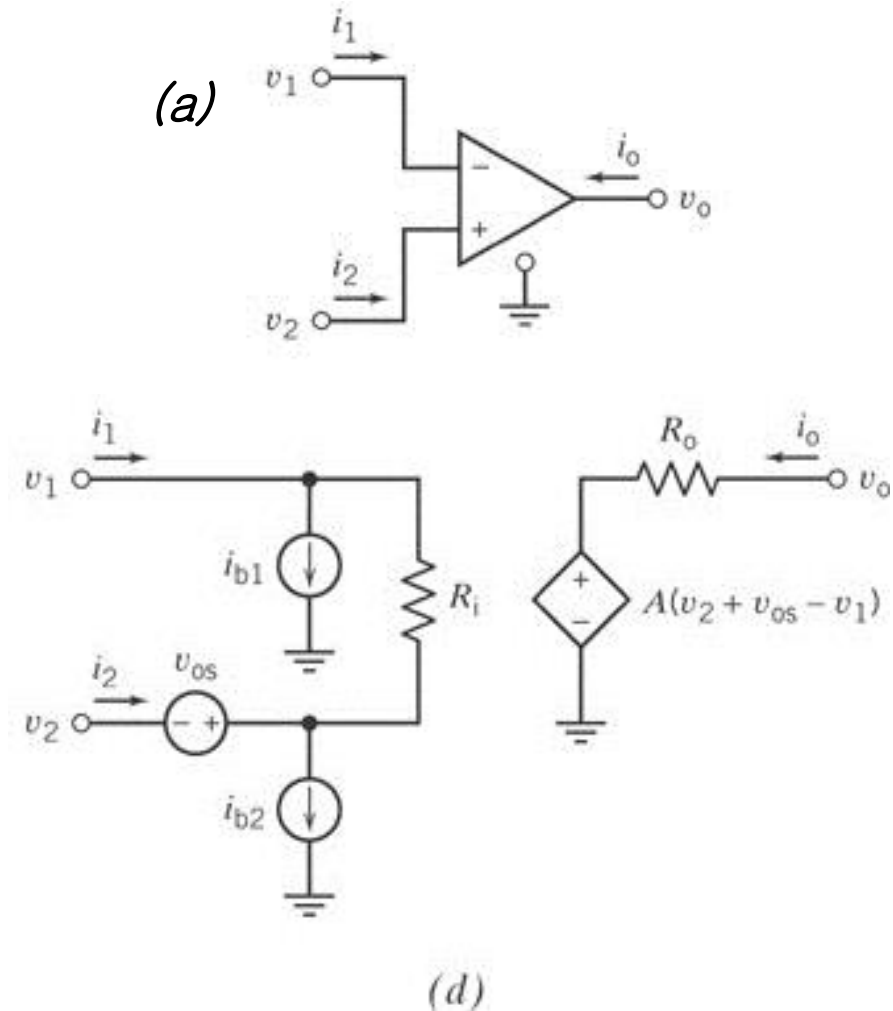 i1
v1
(a)
−
io
vo
+
i2
v2
i1
Ro
io
v1
vo
ib1
Ri
+
−
A(v2 + vos − v1)
vos
i2
v2
− +
ib2
(d)